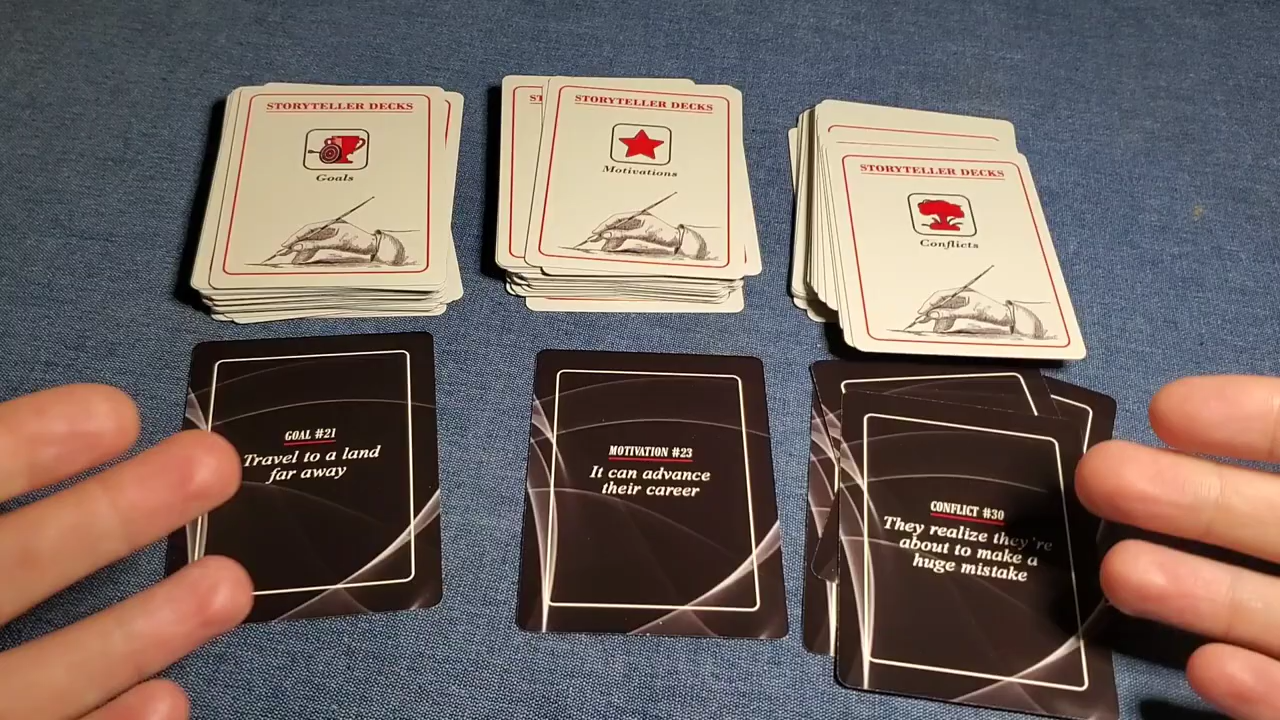 STORYTELLER DECKS
Goals
ST
STORYTELLER DECKS
Motivations
STORYTELLER DECKS
Conflicts
GOAL #21
Travel to a land
far away
MOTIVATION #23
It can advance
their career
CONFLICT #30
They realize they're
about to make a
huge mistake